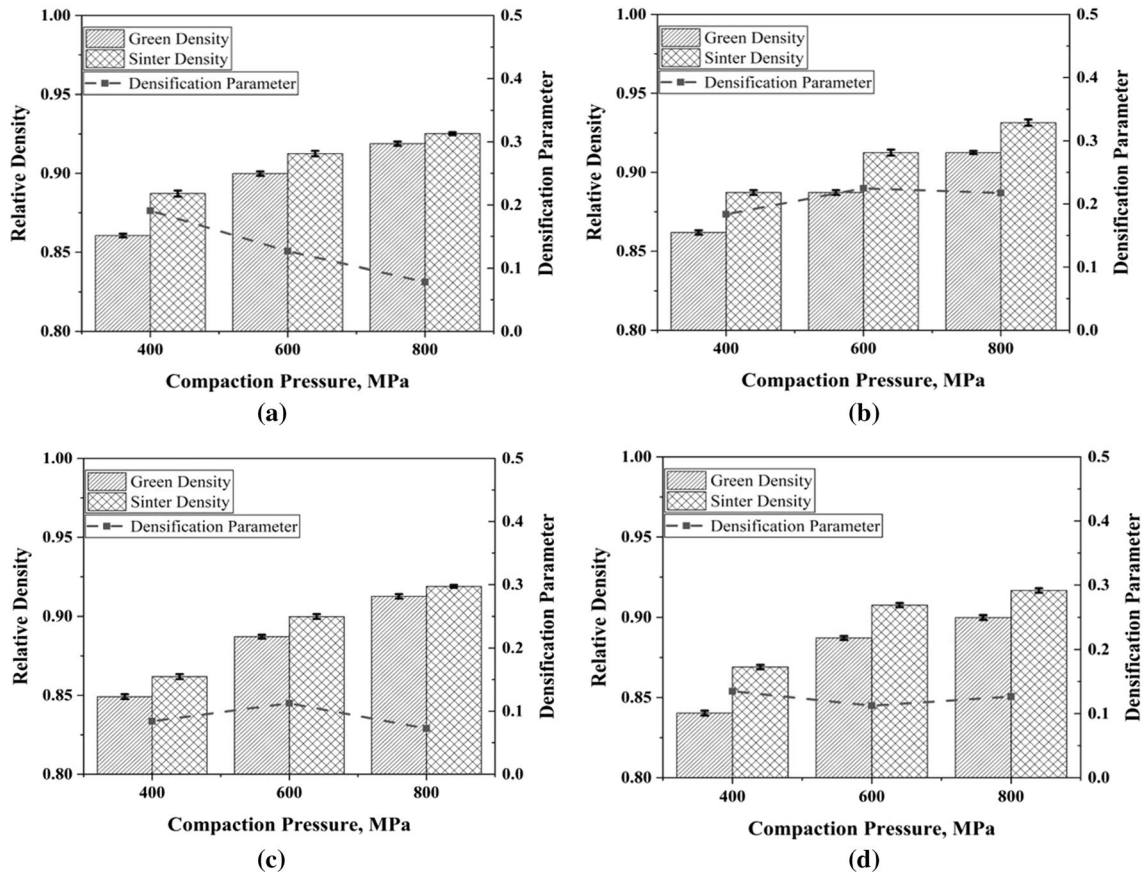 1.00
0.95
0.90
0.85
0.80
Relative Density
Green Density
Sinter Density
Densification Parameter
0.5
0.4
0.3
0.2
0.1
0.0
Densification Parameter
400
600
800
Compaction Pressure, MPa
(a)
1.00
0.95
0.90
0.85
0.80
Relative Density
Green Density
Sinter Density
Densification Parameter
0.5
0.4
0.3
0.2
0.1
0.0
Densification Parameter
400
600
800
Compaction Pressure, MPa
(b)
1.00
0.95
0.90
0.85
0.80
Relative Density
Green Density
Sinter Density
Densification Parameter
0.5
0.4
0.3
0.2
0.1
0.0
Densification Parameter
400
600
800
Compaction Pressure, MPa
(c)
1.00
0.95
0.90
0.85
0.80
Relative Density
Green Density
Sinter Density
Densification Parameter
0.5
0.4
0.3
0.2
0.1
0.0
Densification Parameter
400
600
800
Compaction Pressure, MPa
(d)